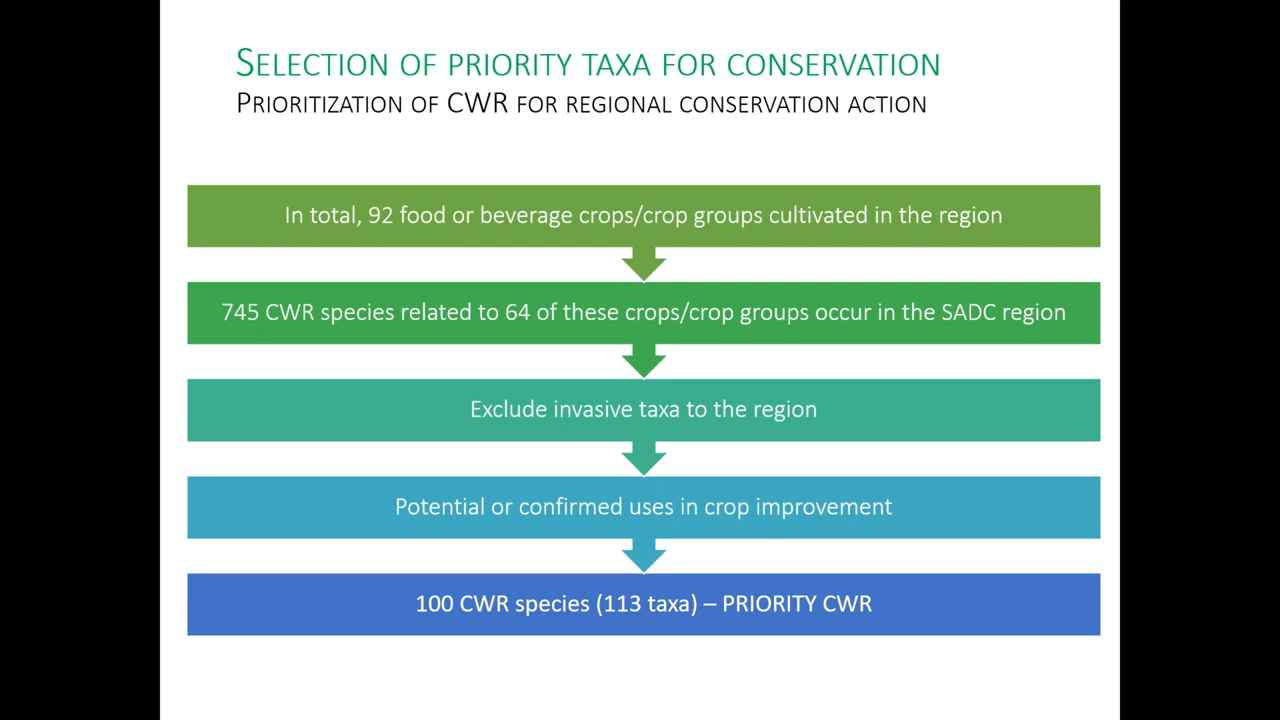 SELECTION OF PRIORITY TAXA FOR CONSERVATION
PRIORITIZATION OF CWR FOR REGIONAL CONSERVATION ACTION
In total, 92 food or beverage crops/crop groups cultivated in the region
745 CWR species related to 64 of these crops/crop groups occur in the SADC region
Exclude invasive taxa to the region
Potential or confirmed uses in crop improvement
100 CWR species (113 taxa) – PRIORITY CWR